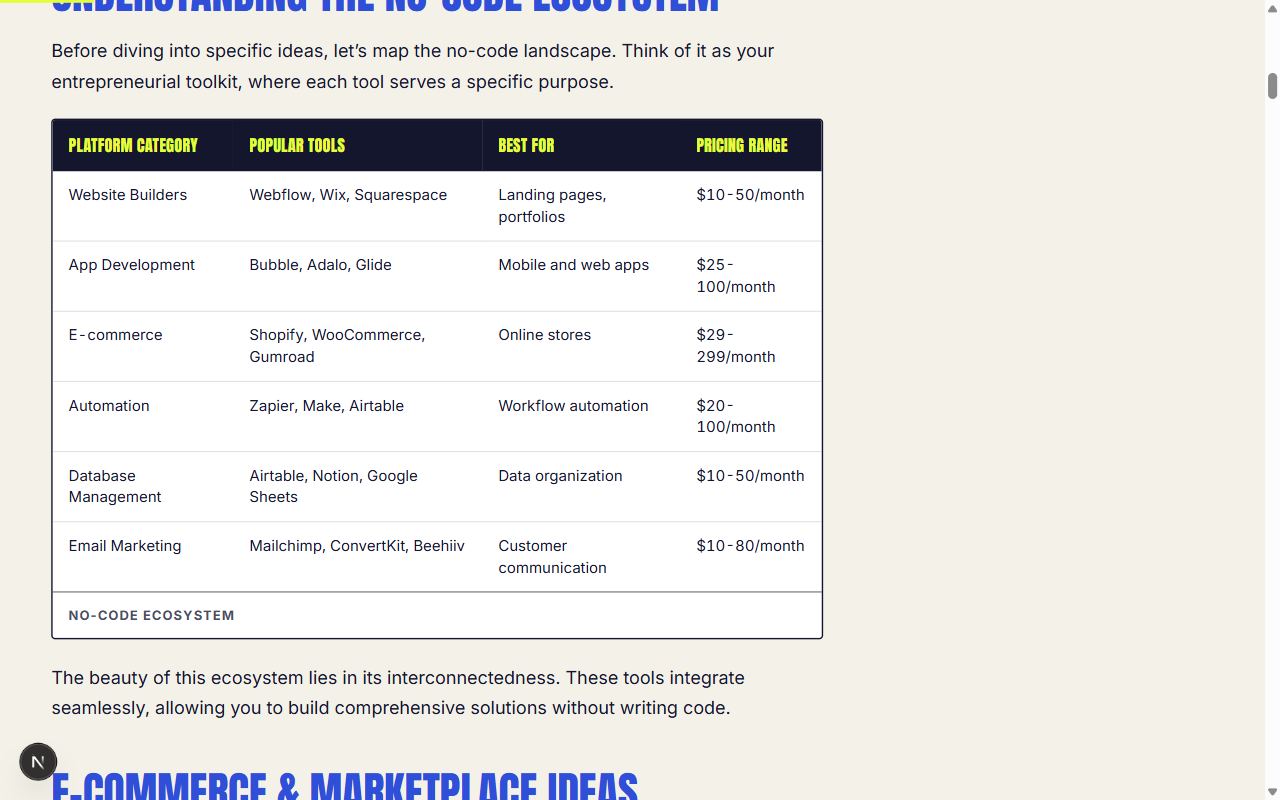 UNDERSTANDING THE NO-CODE ECOSYSTEM
Before diving into specific ideas, let's map the no-code landscape. Think of it as your
entrepreneurial toolkit, where each tool serves a specific purpose.
PLATFORM CATEGORY POPULAR TOOLS BEST FOR PRICING RANGE
Website Builders Webflow, Wix, Squarespace Landing pages, $10-50/month
portfolios
App Development Bubble, Adalo, Glide Mobile and web apps $25-
100/month
E-commerce Shopify, WooCommerce, Online stores $29-
Gumroad 299/month
Automation Zapier, Make, Airtable Workflow automation $20-
100/month
Database Airtable, Notion, Google Data organization $10-50/month
Management Sheets
Email Marketing Mailchimp, ConvertKit, Beehiiv Customer $10-80/month
communication
NO-CODE ECOSYSTEM
The beauty of this ecosystem lies in its interconnectedness. These tools integrate
seamlessly, allowing you to build comprehensive solutions without writing code.
N
E-COMMERCE & MARKETPLACE IDEAS